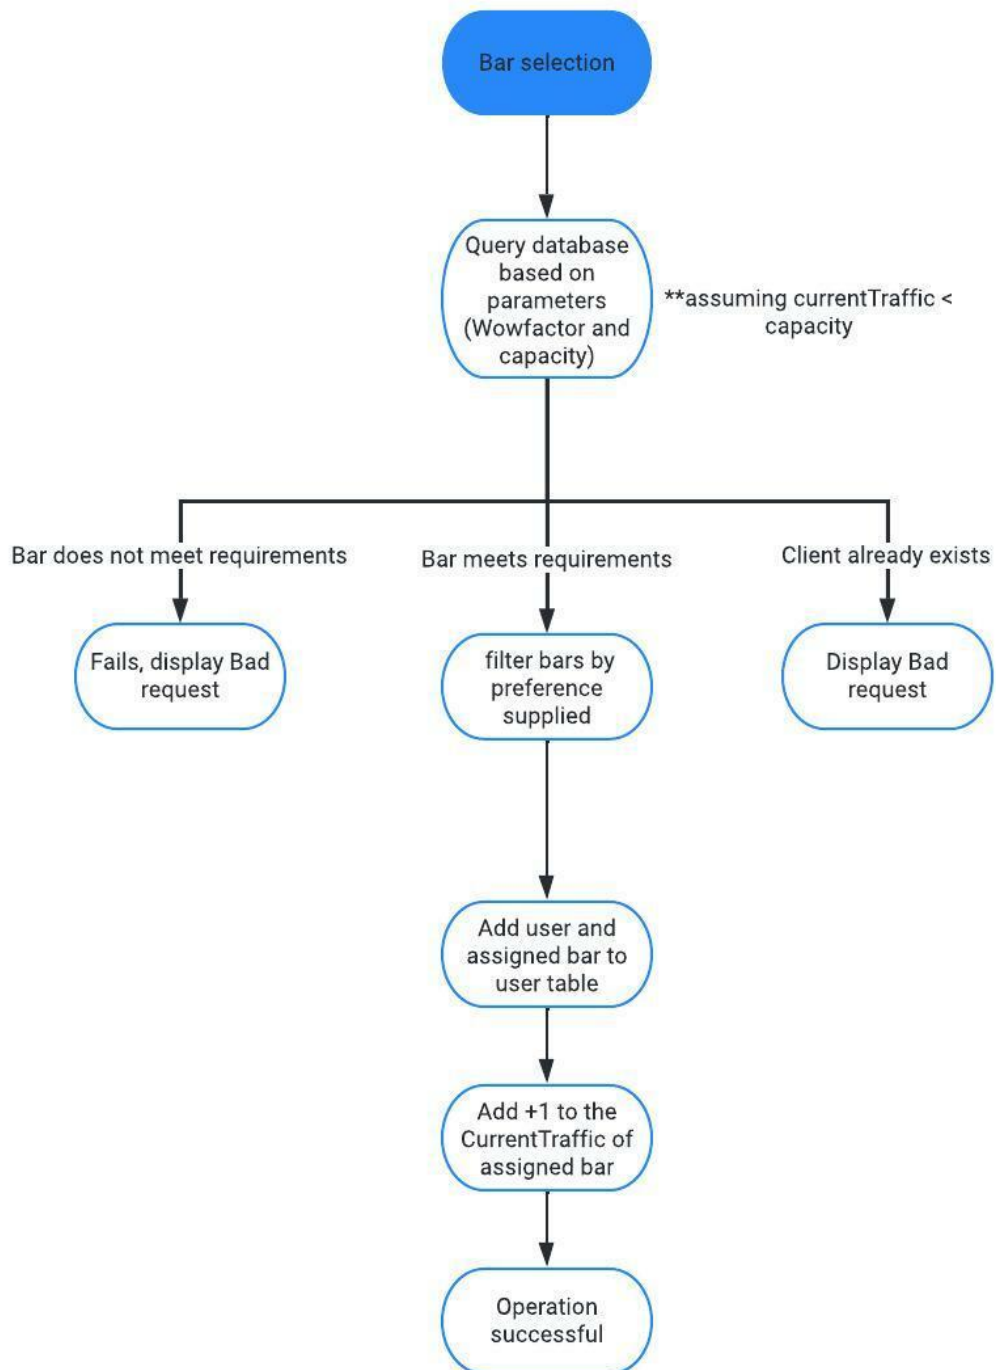 Bar selection
Query database
based on
parameters
(Wowfactor and
capacity)
**assuming currentTraffic <
capacity
Bar does not meet requirements
Bar meets requirements
Client already exists
Fails, display Bad
request
filter bars by
preference
supplied
Display Bad
request
Add user and
assigned bar to
user table
Add +1 to the
CurrentTraffic of
assigned bar
Operation
successful